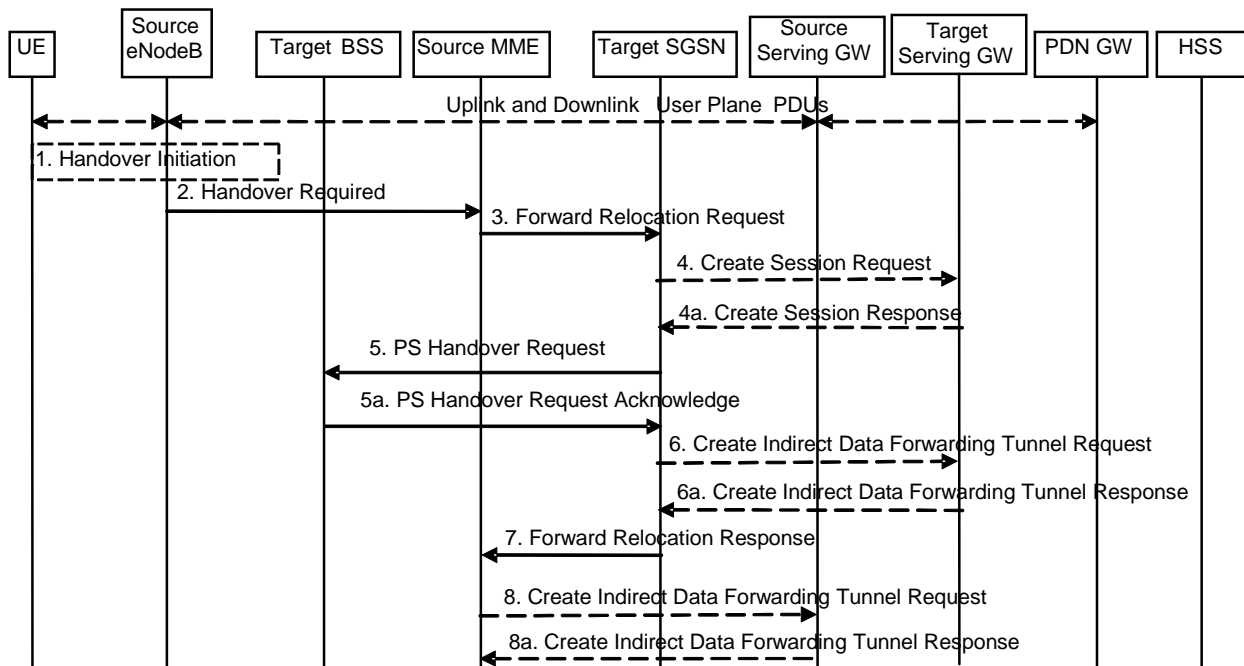 UE
Source
eNodeB
Target BSS
Source MME
Target SGSN
Source
Serving GW
Target
Serving GW
PDN GW
HSS
Uplink and Downlink User Plane PDUs
1. Handover Initiation
2. Handover Required
3. Forward Relocation Request
4. Create Session Request
4a. Create Session Response
5. PS Handover Request
5a. PS Handover Request Acknowledge
6. Create Indirect Data Forwarding Tunnel Request
6a. Create Indirect Data Forwarding Tunnel Response
7. Forward Relocation Response
8. Create Indirect Data Forwarding Tunnel Request
8a. Create Indirect Data Forwarding Tunnel Response